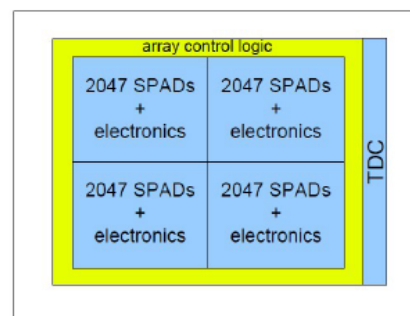 array control logic
2047 SPADs
+
electronics
2047 SPADs
+
electronics
2047 SPADs
+
electronics
2047 SPADs
+
electronics
TDC